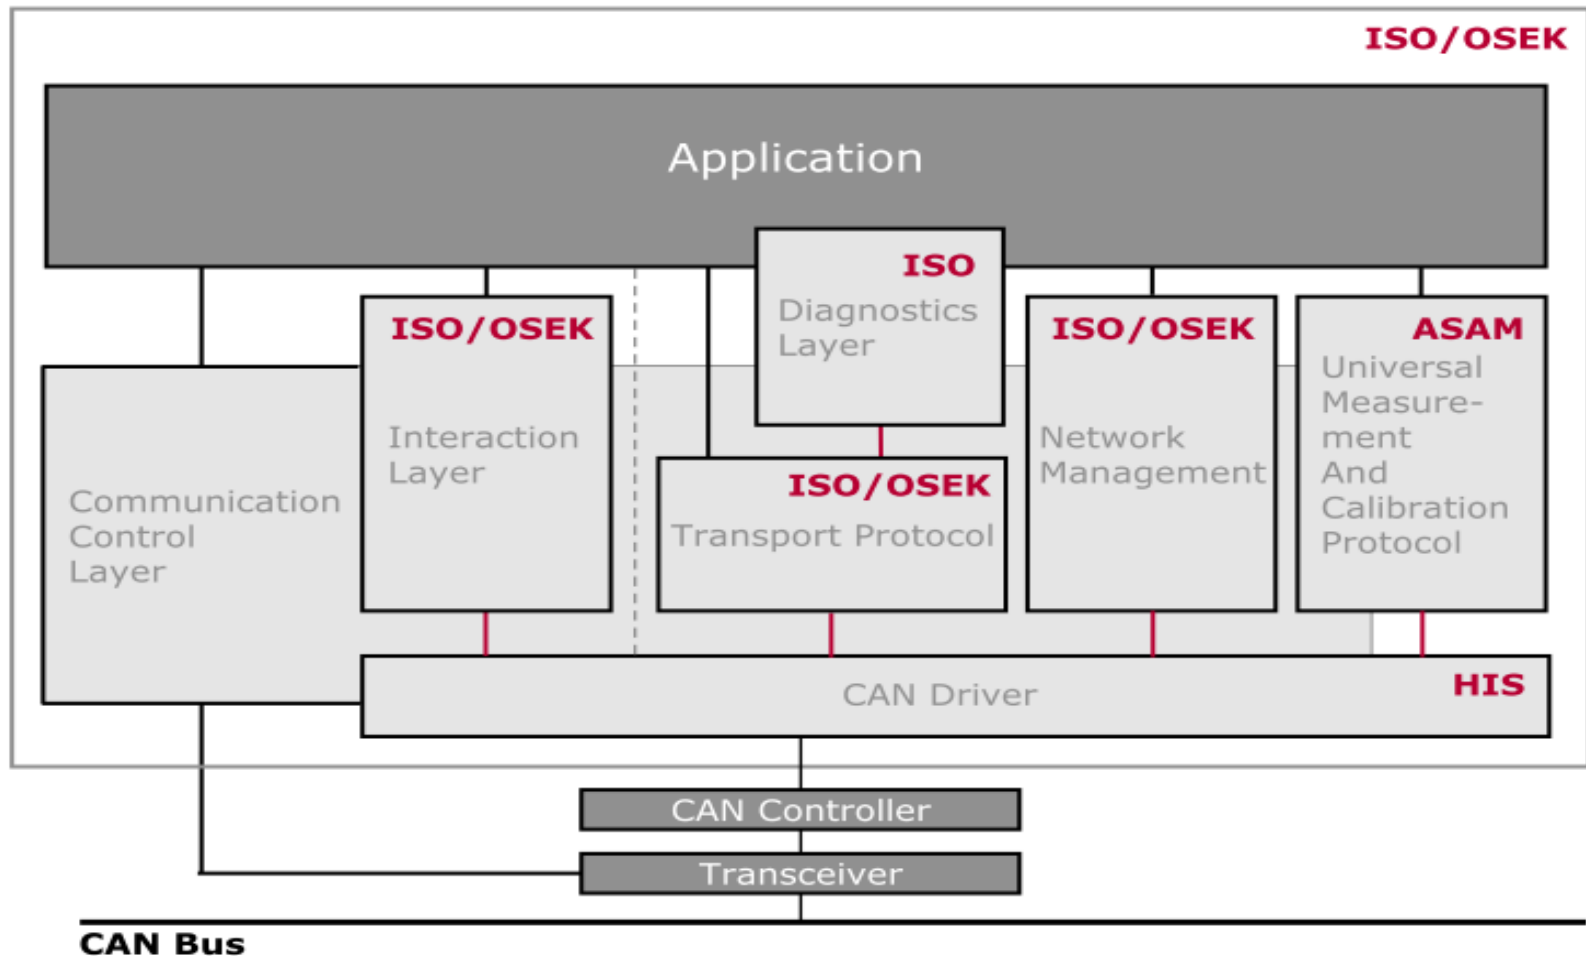 ISO/OSEK
Application
ISO
Diagnostics
Layer
ISO/OSEK
Interaction
Layer
ISO/OSEK
Network
Management
ASAM
Universal
Measure-
ment
And
Calibration
Protocol
Communication
Control
Layer
ISO/OSEK
Transport Protocol
CAN Driver
HIS
CAN Controller
Transceiver
CAN Bus